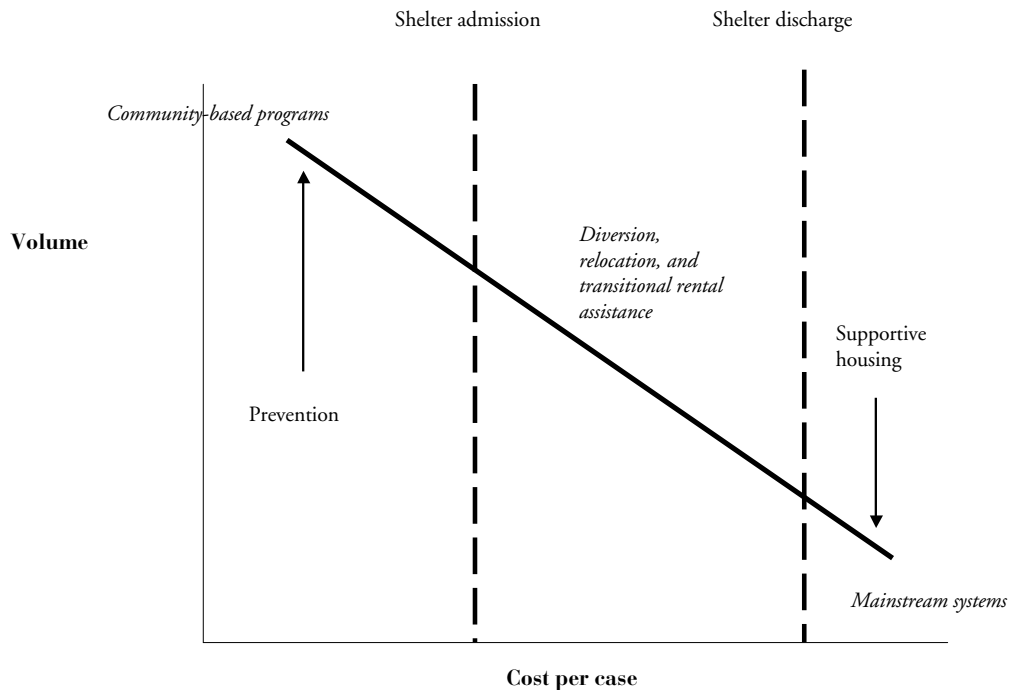 Shelter admission
Shelter discharge
Community-based programs
Volume
Diversion,
relocation, and
transitional rental
assistance
Supportive
housing
Prevention
Mainstream systems
Cost per case